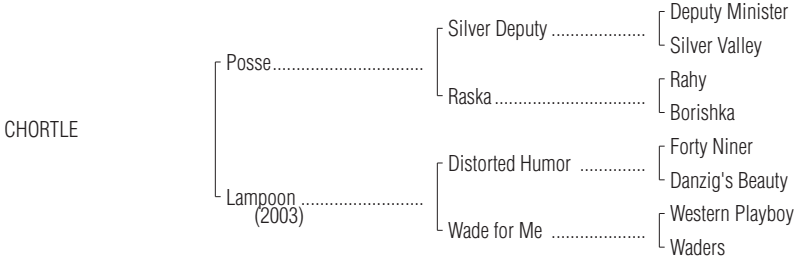 Deputy Minister
Silver Deputy .....................
Silver Valley
Posse..................................
Rahy
Raska ..................................
Borishka
CHORTLE
Forty Niner
Distorted Humor ...............
Danzig's Beauty
Lampoon ...........................
(2003)
Western Playboy
Wade for Me .....................
Waders